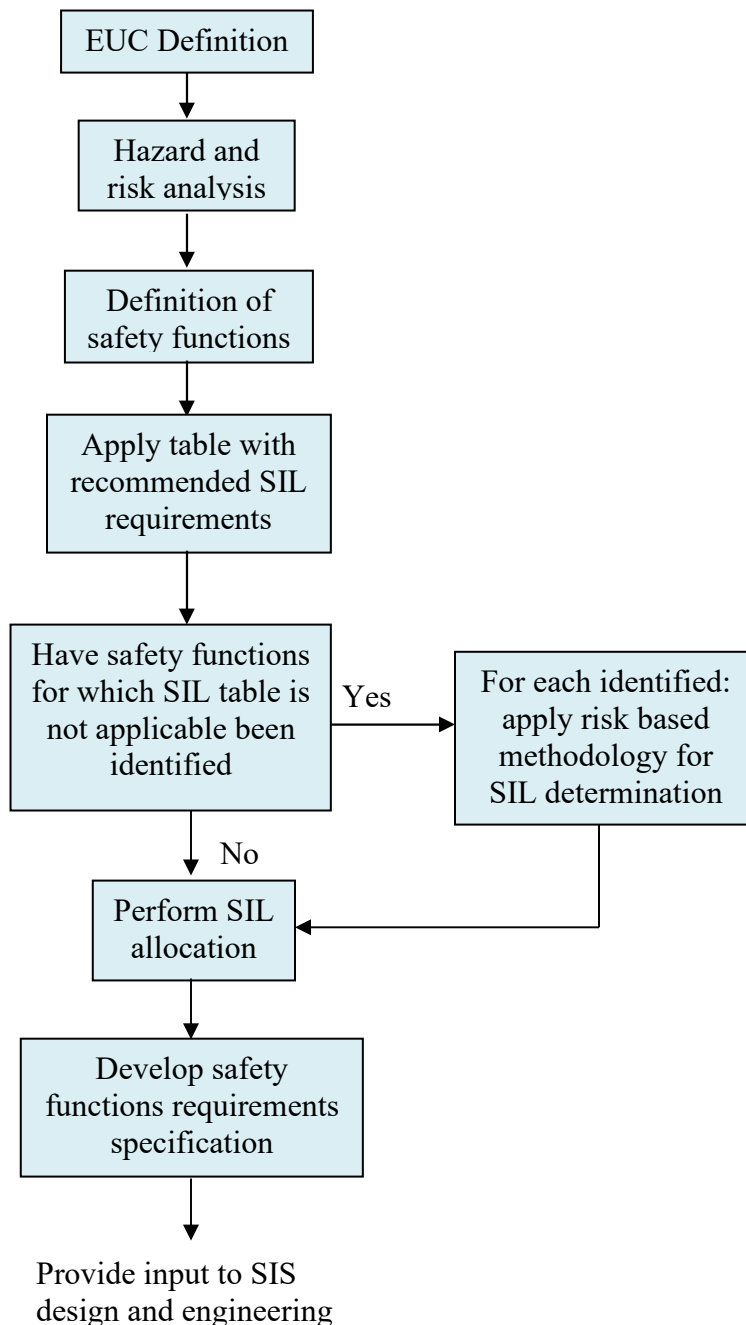 EUC Definition
Hazard and
risk analysis
Definition of
safety functions
Apply table with
recommended SIL
requirements
Have safety functions
for which SIL table is
not applicable been
identified
Yes
For each identified:
apply risk based
methodology for
SIL determination
No
Perform SIL
allocation
Develop safety
functions requirements
specification
Provide input to SIS
design and engineering